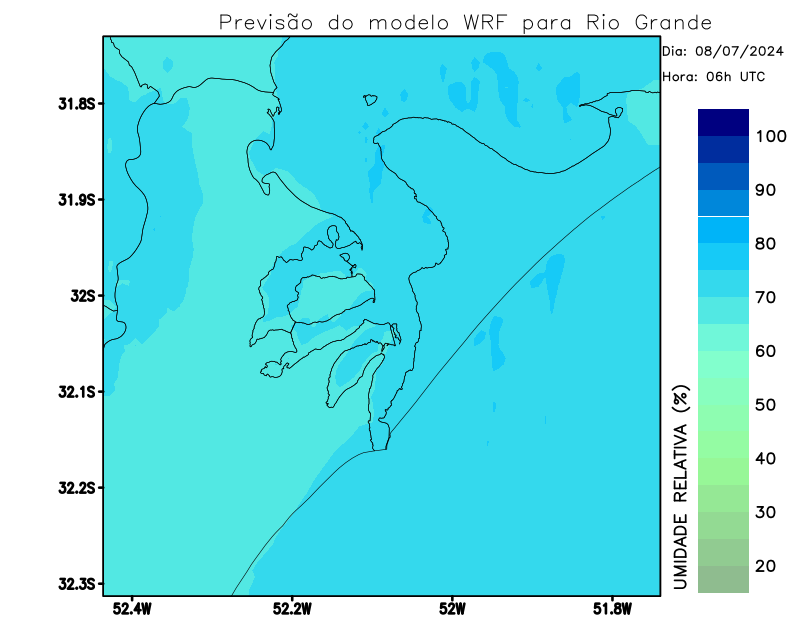 Previsão do modelo WRF para Rio Grande
Dia: 08/07/2024
Hora: 06h UTC
31.8S
31.9S
32S
32.1S
32.2S
32.3S
52.4W
52.2W
52W
51.8W
100
90
80
70
60
50
40
30
20
UMIDADE RELATIVA (%)